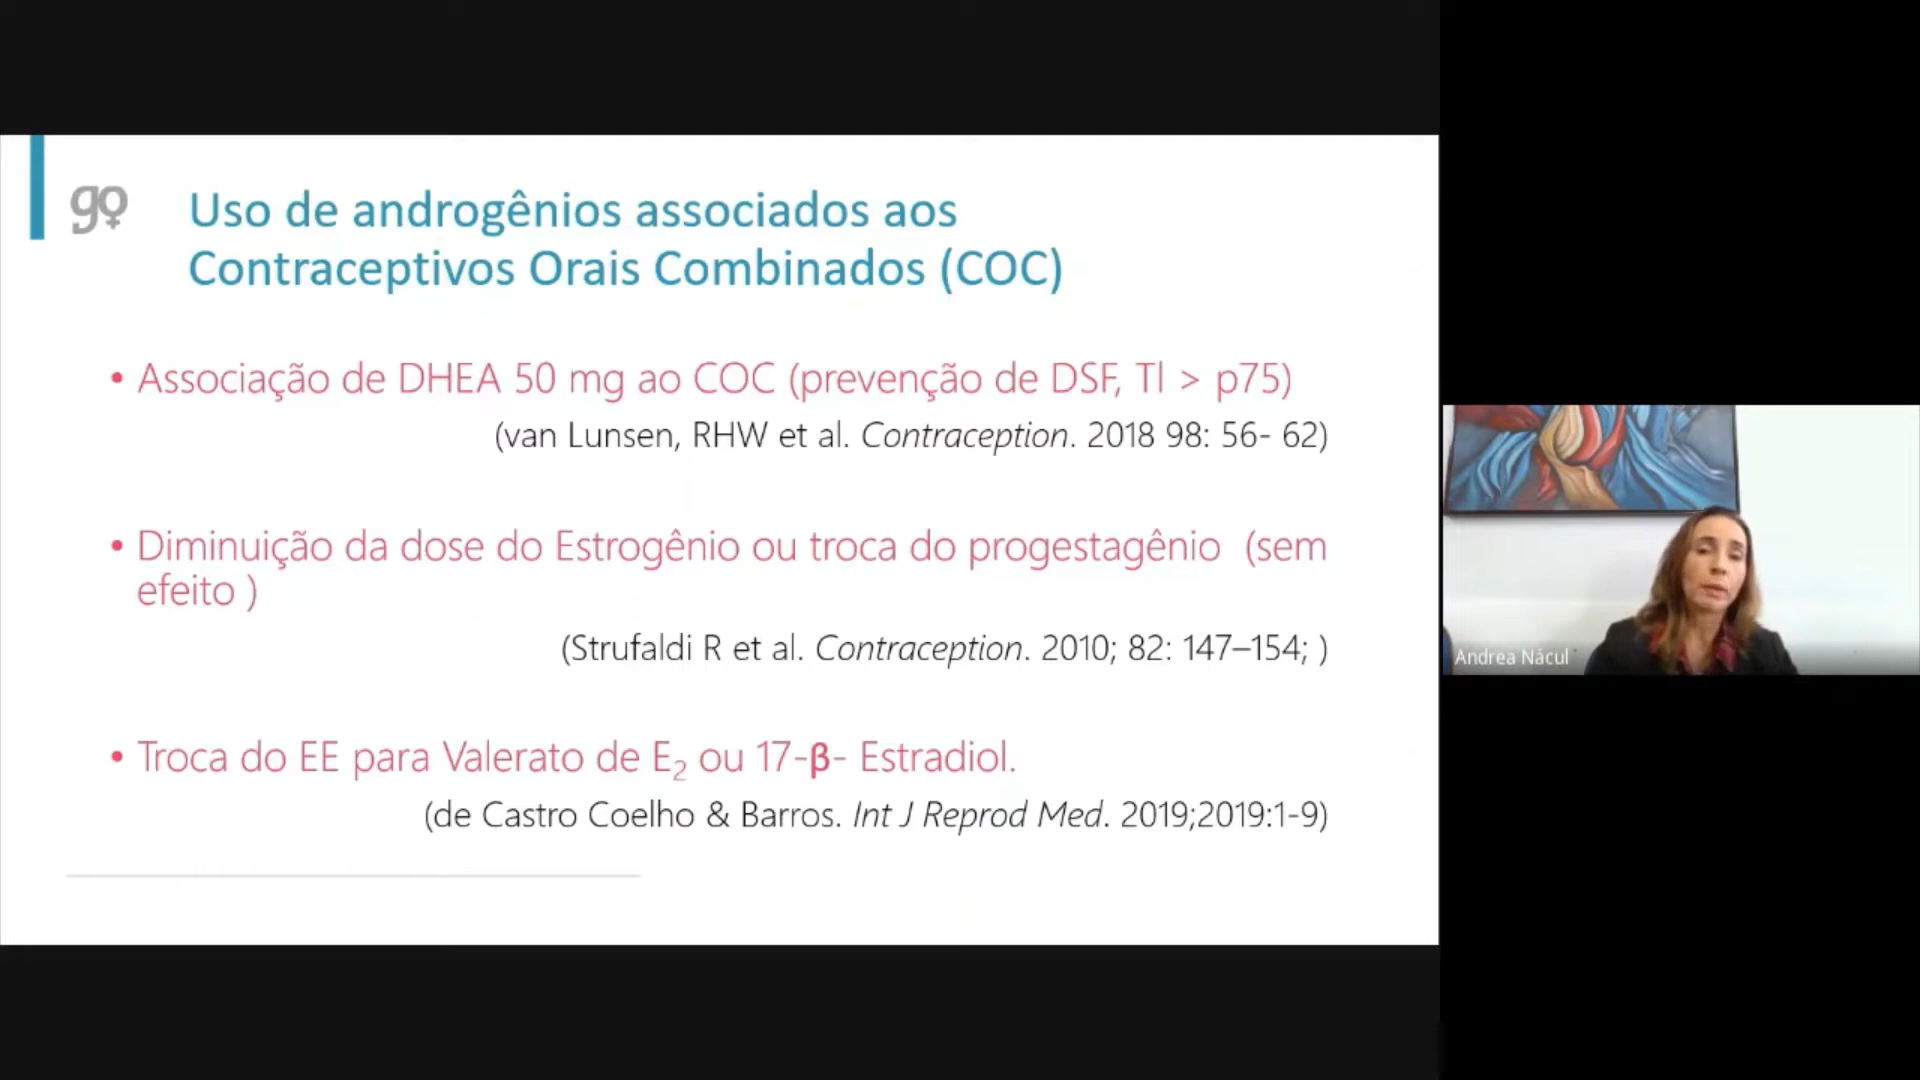 go
Uso de androgênios associados aos
Contraceptivos Orais Combinados (COC)
• Associação de DHEA 50 mg ao COC (prevenção de DSF, Tl > p75)
(van Lunsen, RHW et al. Contraception. 2018 98: 56- 62)
• Diminuição da dose do Estrogênio ou troca do progestagênio (sem
efeito )
(Strufaldi R et al. Contraception. 2010; 82: 147–154; )
• Troca do EE para Valerato de E₂ ou 17-β- Estradiol.
(de Castro Coelho & Barros. Int J Reprod Med. 2019;2019:1-9)
Andrea Nácul